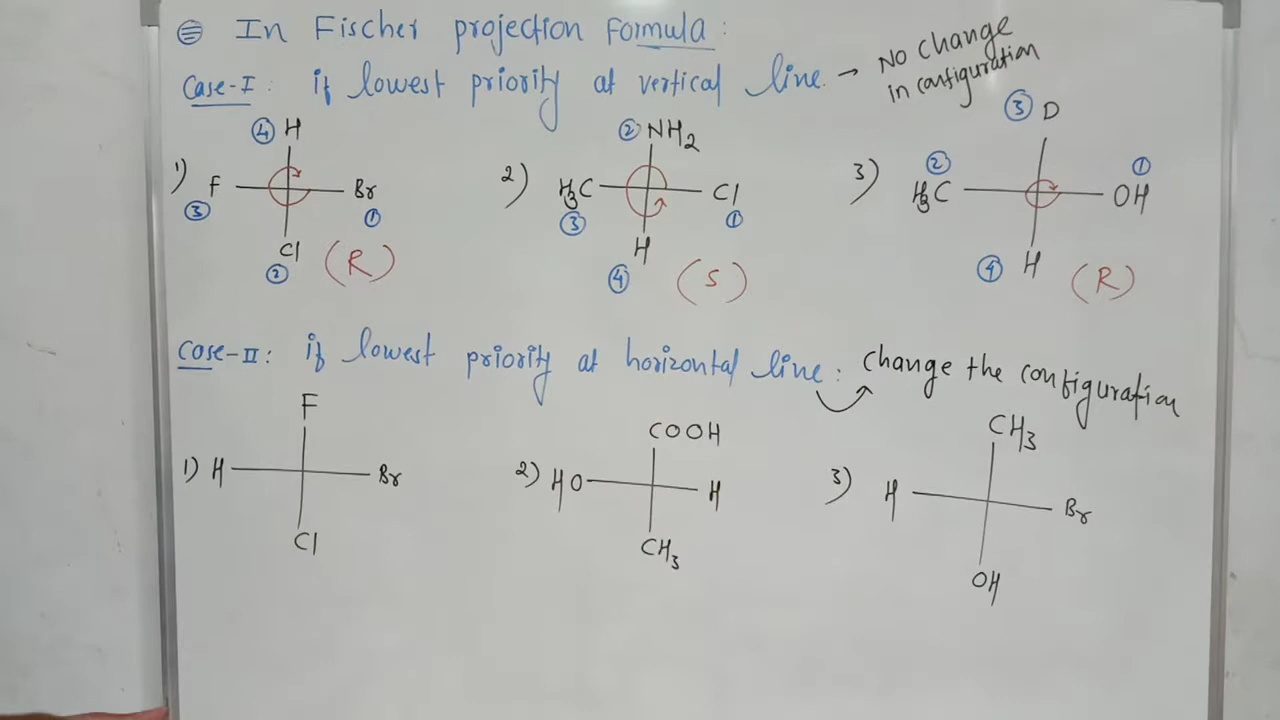 In Fischer projection Formula:
Case-I: if lowest priority at vertical line. → No change in configuration
1) ④ H
F ③
Br ①
Cl ②
(R)
2) ② NH₂
H₃C ③
Cl ①
H ④
(S)
3) ③ D
② H₃C
① OH
④ H
(R)
Case-II: if lowest priority at horizontal line: change the configuration
1) F
H
Br
Cl
2) COOH
HO
H
CH₃
3) CH₃
H
Br
OH